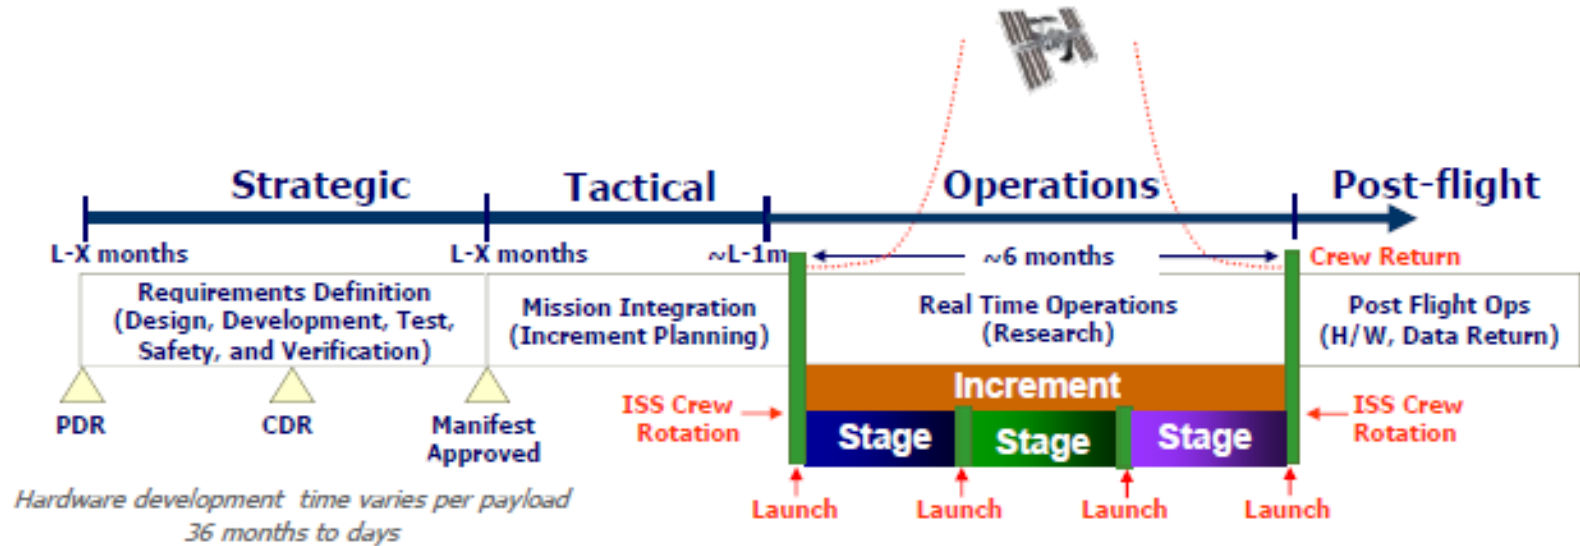 Strategic
Tactical
Operations
Post-flight
L-X months
L-X months
~L-1m
~6 months
Crew Return
Requirements Definition
(Design, Development, Test,
Safety, and Verification)
Mission Integration
(Increment Planning)
Real Time Operations
(Research)
Post Flight Ops
(H/W, Data Return)
PDR
CDR
Manifest
Approved
ISS Crew
Rotation
Increment
Stage
Stage
Stage
ISS Crew
Rotation
Launch
Launch
Launch
Launch
Hardware development time varies per payload
36 months to days